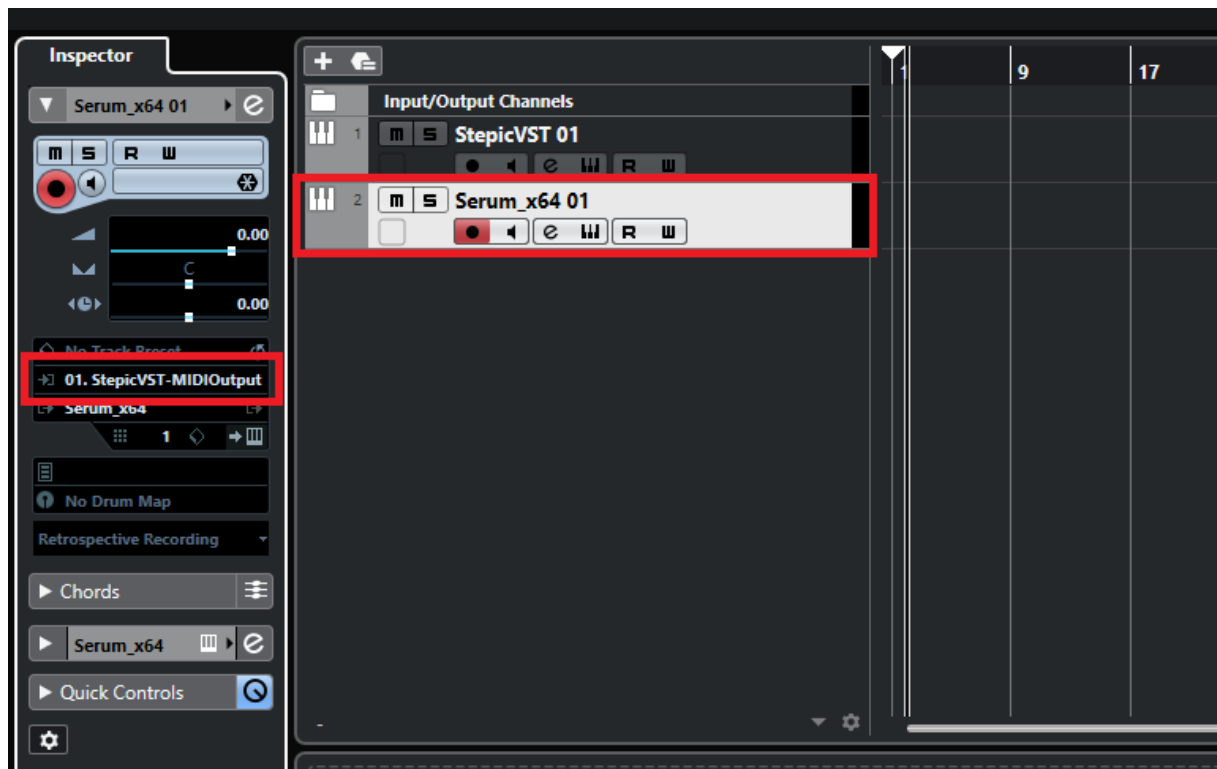 Inspector
Serum_x64 01
m S R W
0.00
C
0.00
No Track Preset
01. StepicVST-MIDIOutput
Serum_x64
1
No Drum Map
Retrospective Recording
Chords
Serum_x64
Quick Controls
Input/Output Channels
1 m S StepicVST 01
e R W
2 m S Serum_x64 01
e R W
-
1 9 17